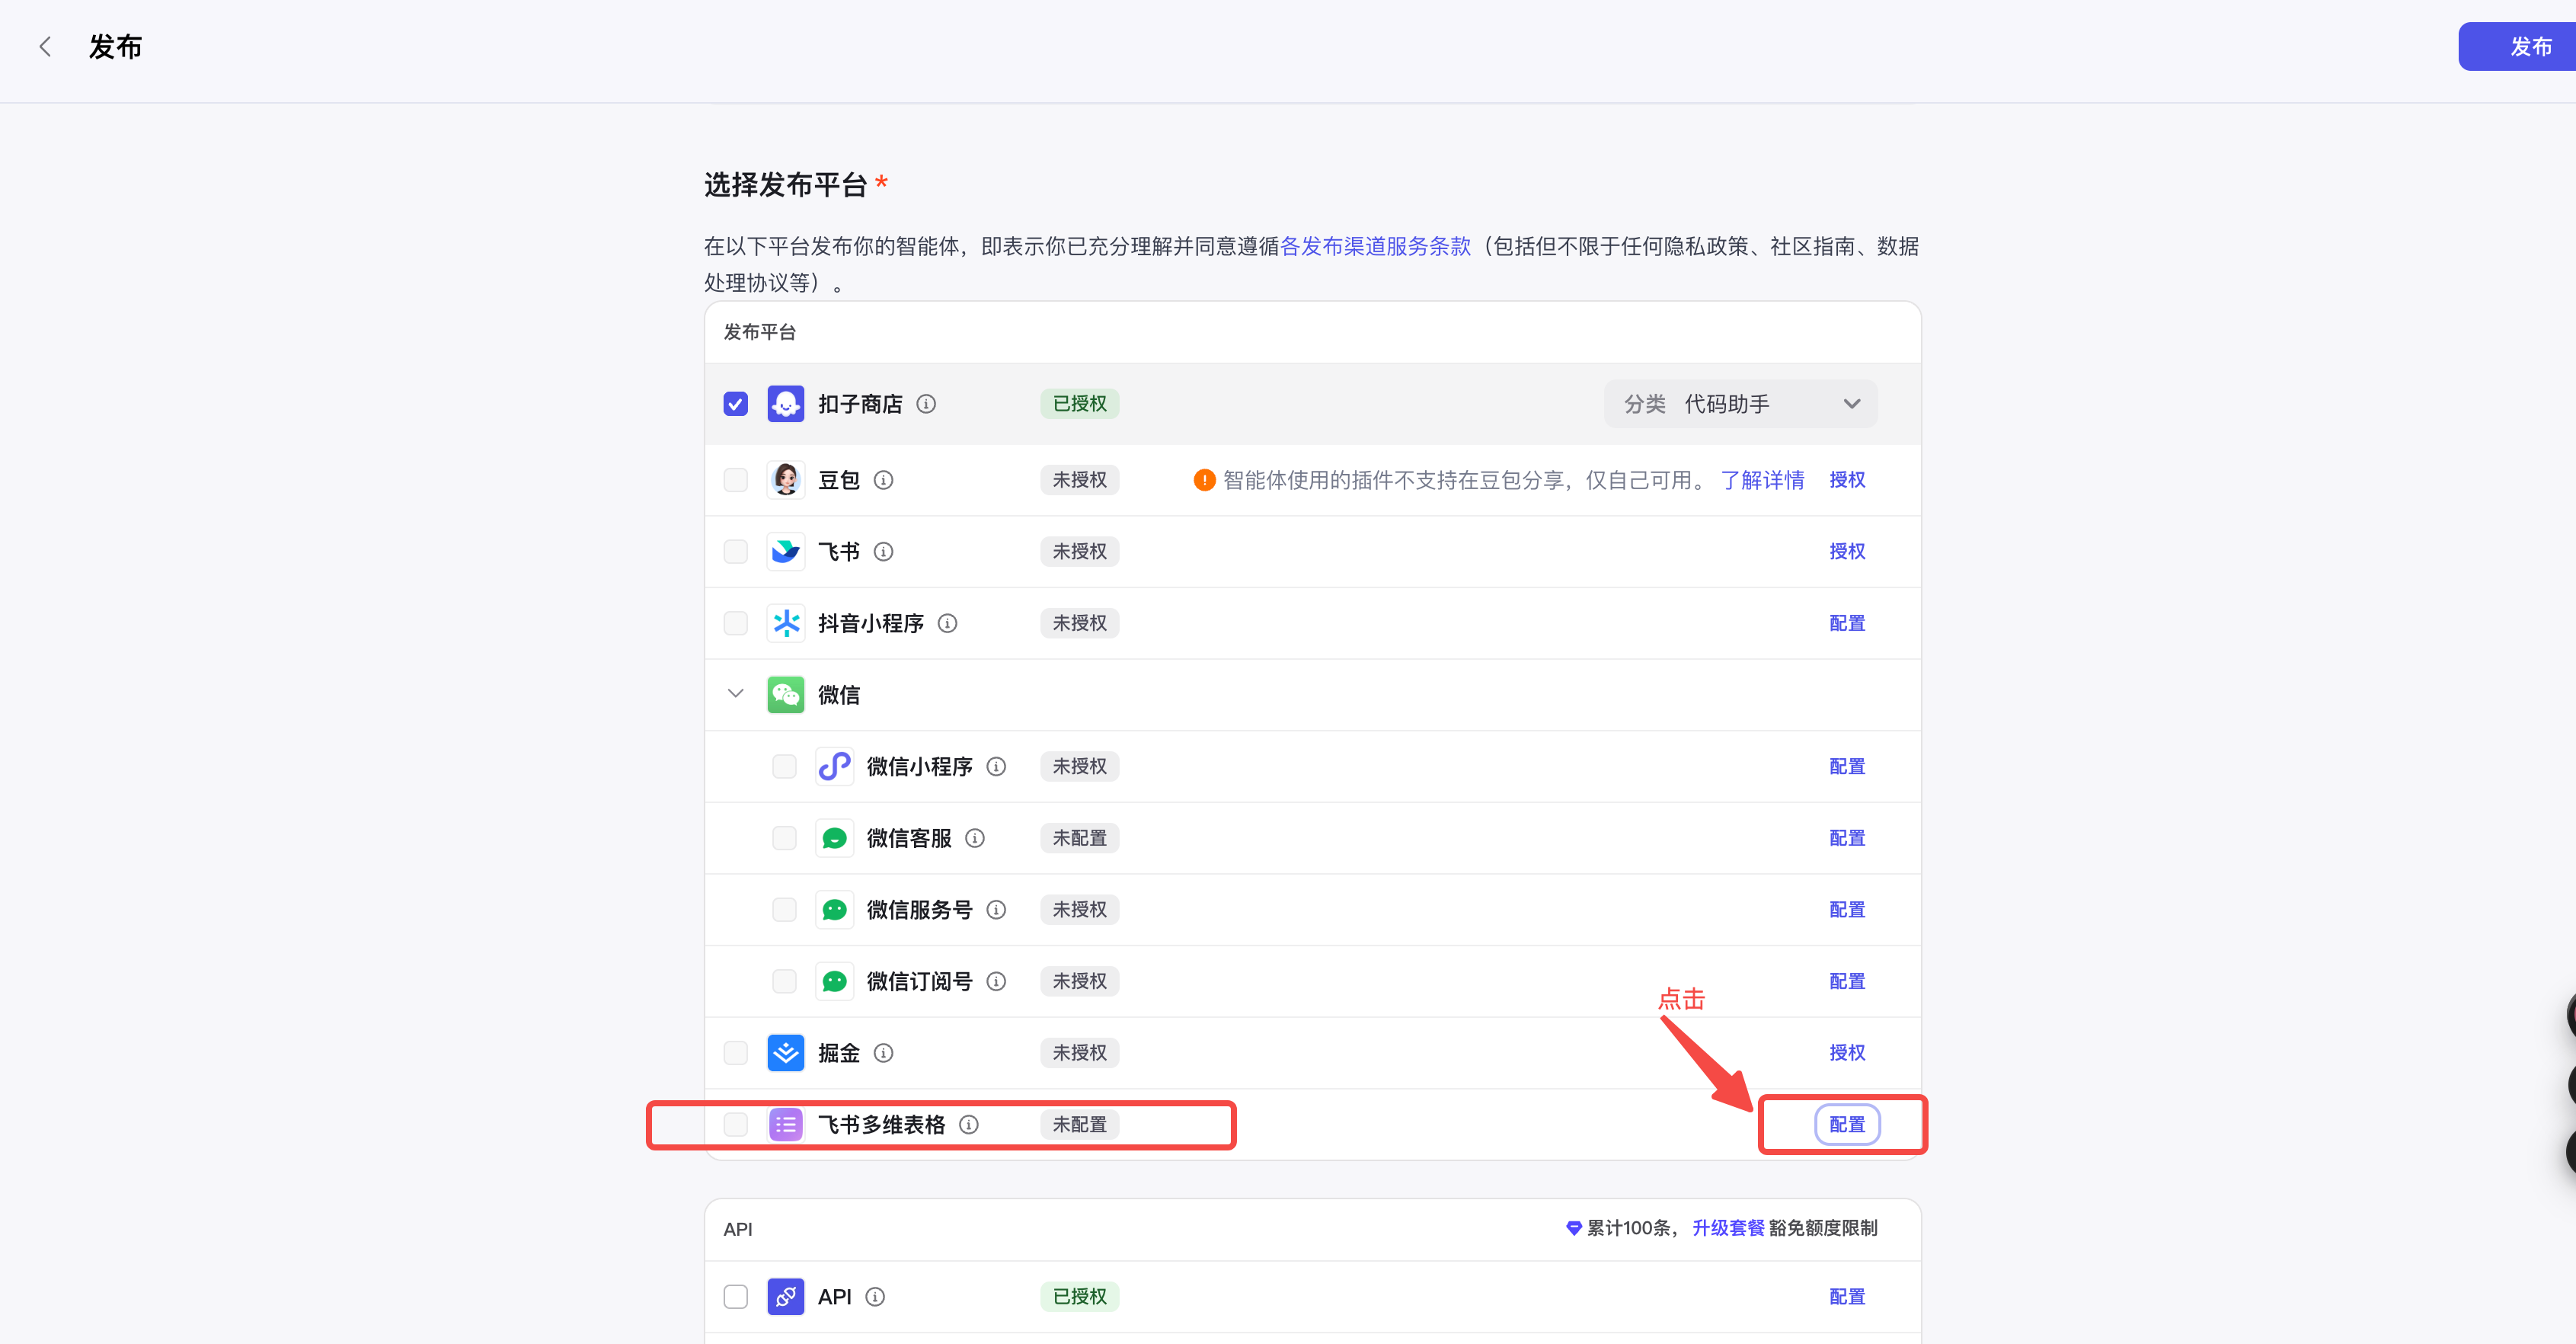 发布
发布
选择发布平台 *
在以下平台发布你的智能体，即表示你已充分理解并同意遵循各发布渠道服务条款（包括但不限于任何隐私政策、社区指南、数据
处理协议等）。
发布平台
扣子商店 已授权 分类 代码助手
豆包 未授权 智能体使用的插件不支持在豆包分享，仅自己可用。 了解详情 授权
飞书 未授权 授权
抖音小程序 未授权 配置
微信
微信小程序 未授权 配置
微信客服 未配置 配置
微信服务号 未授权 配置
微信订阅号 未授权 配置
点击
掘金 未授权 授权
飞书多维表格 未配置 配置
API 累计100条， 升级套餐 豁免额度限制
API 已授权 配置